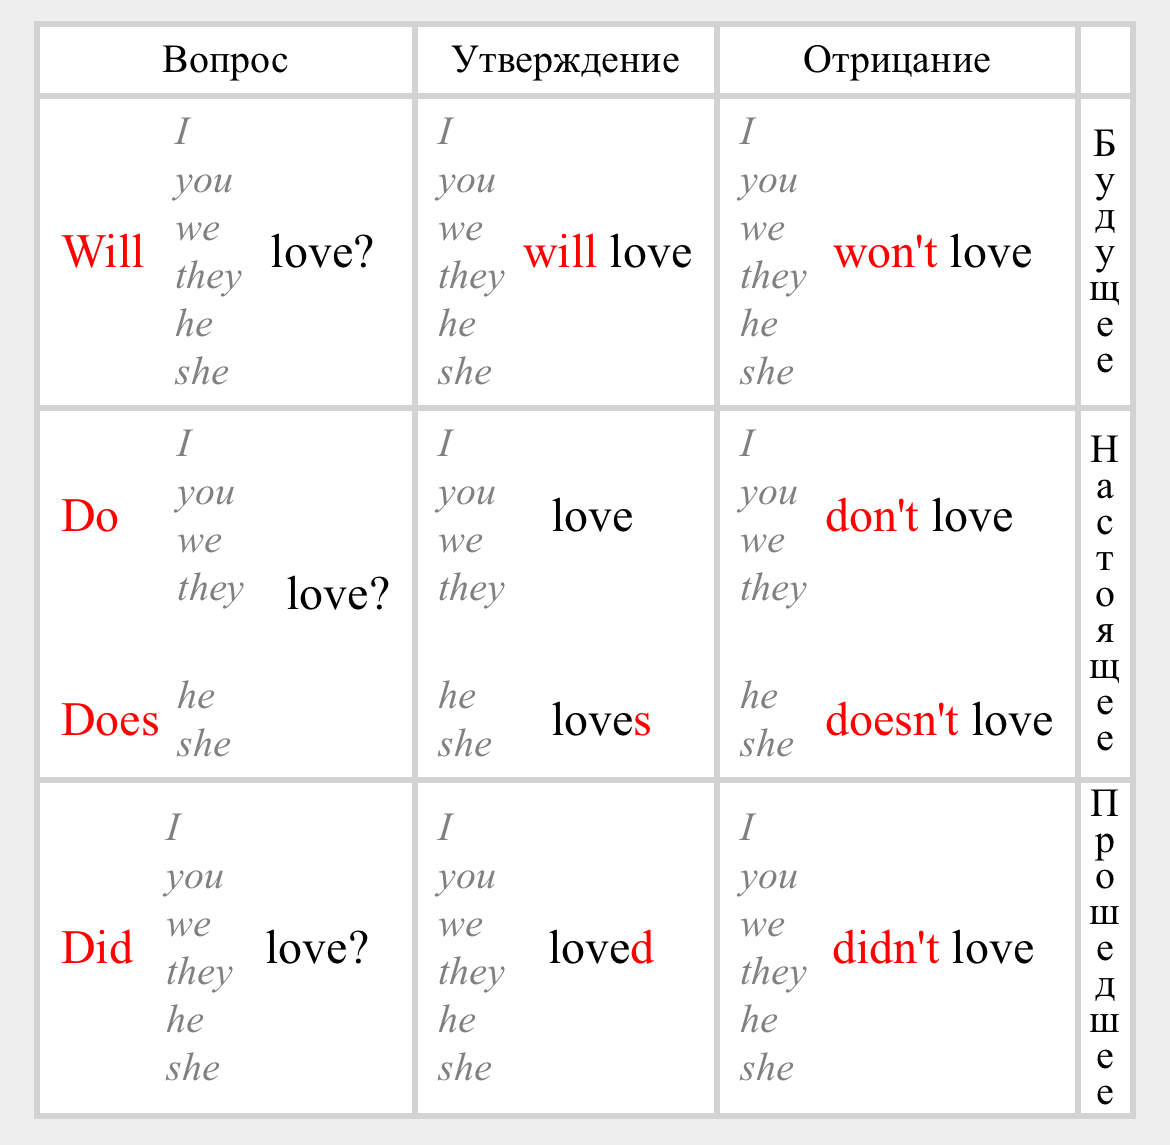 Вопрос Утверждение Отрицание
Will I you we they he she love?
I you we they he she will love
I you we they he she won't love
Будущее
Do I you we they
Does he she
love?
I you we they love
he she loves
I you we they don't love
he she doesn't love
Настоящее
Did I you we they he she love?
I you we they he she loved
I you we they he she didn't love
Прошедшее